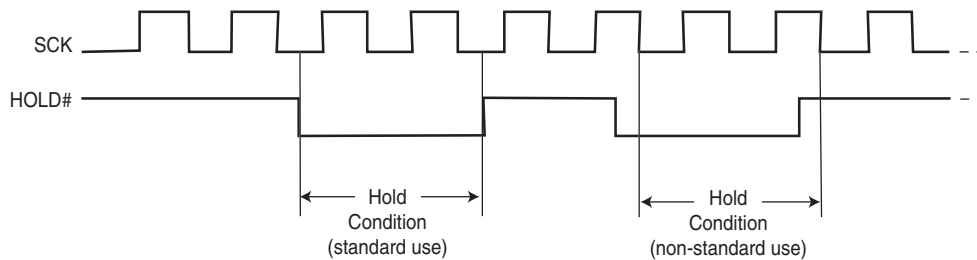 SCK
HOLD#
Hold
Condition
(standard use)
Hold
Condition
(non-standard use)